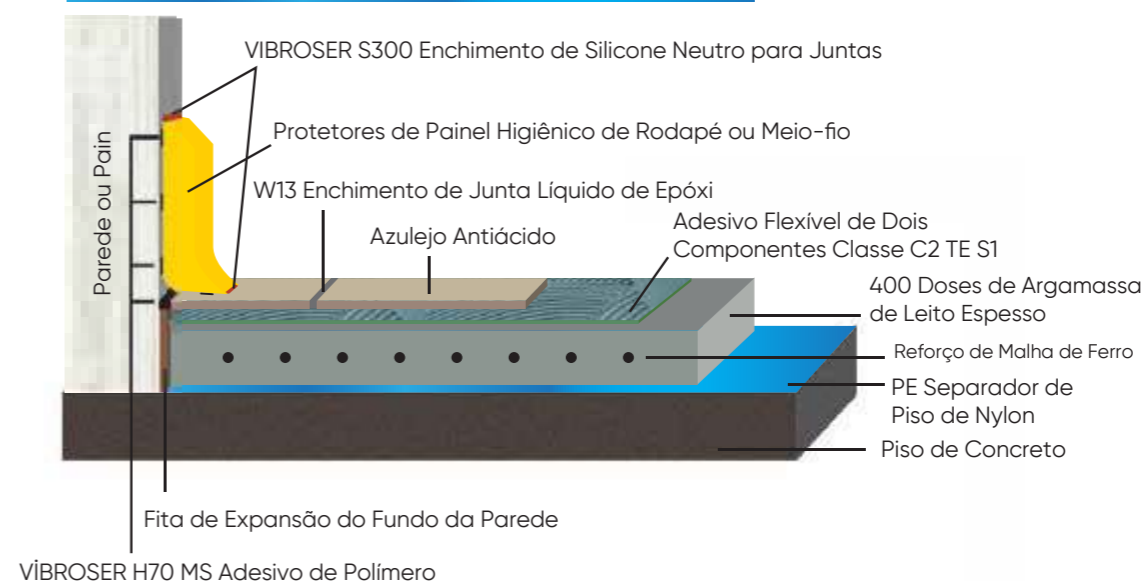 VIBROSER S300 Enchimento de Silicone Neutro para Juntas
Protetores de Painel Higiênico de Rodapé ou Meio-fio
W13 Enchimento de Junta Líquido de Epóxi
Azulejo Antiácido
Adesivo Flexível de Dois
Componentes Classe C2 TE S1
400 Doses de Argamassa
de Leito Espesso
Reforço de Malha de Ferro
PE Separador de
Piso de Nylon
Piso de Concreto
Parede ou Pain
Fita de Expansão do Fundo da Parede
VİBROSER H70 MS Adesivo de Polímero